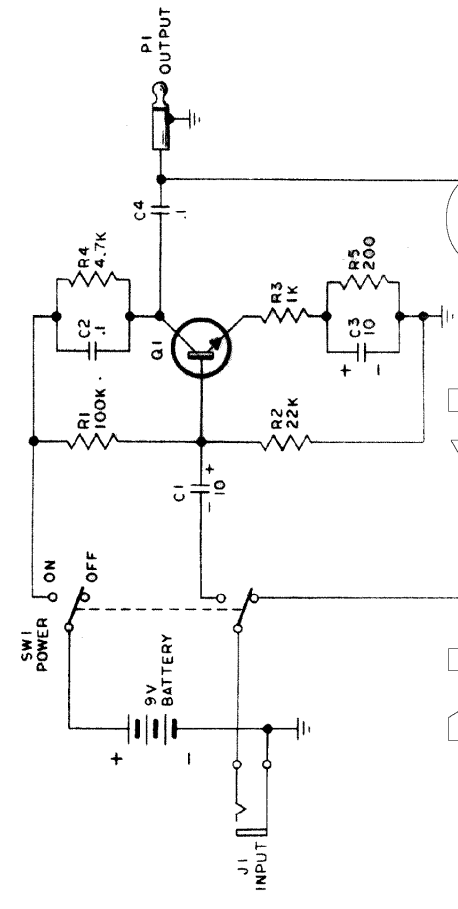 P1
OUTPUT
C4
.1
R4
4.7K
C2
.1
Q1
R3
1K
R5
200
C3
10
+
-
R1
100K
R2
22K
C1
+
10
-
ON
OFF
SW1
POWER
9V
BATTERY
+
-
J1
INPUT